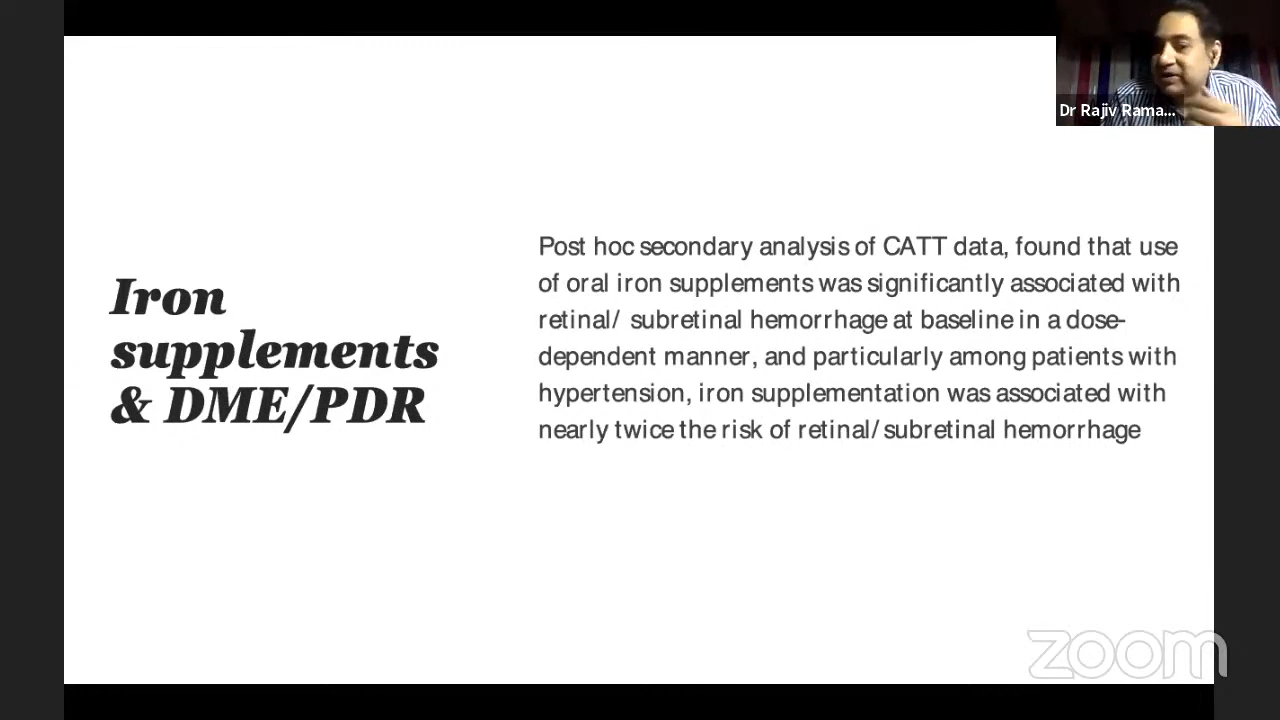 Dr Rajiv Rama...
Iron
supplements
& DME/PDR
Post hoc secondary analysis of CATT data, found that use
of oral iron supplements was significantly associated with
retinal/ subretinal hemorrhage at baseline in a dose-
dependent manner, and particularly among patients with
hypertension, iron supplementation was associated with
nearly twice the risk of retinal/ subretinal hemorrhage
zoom